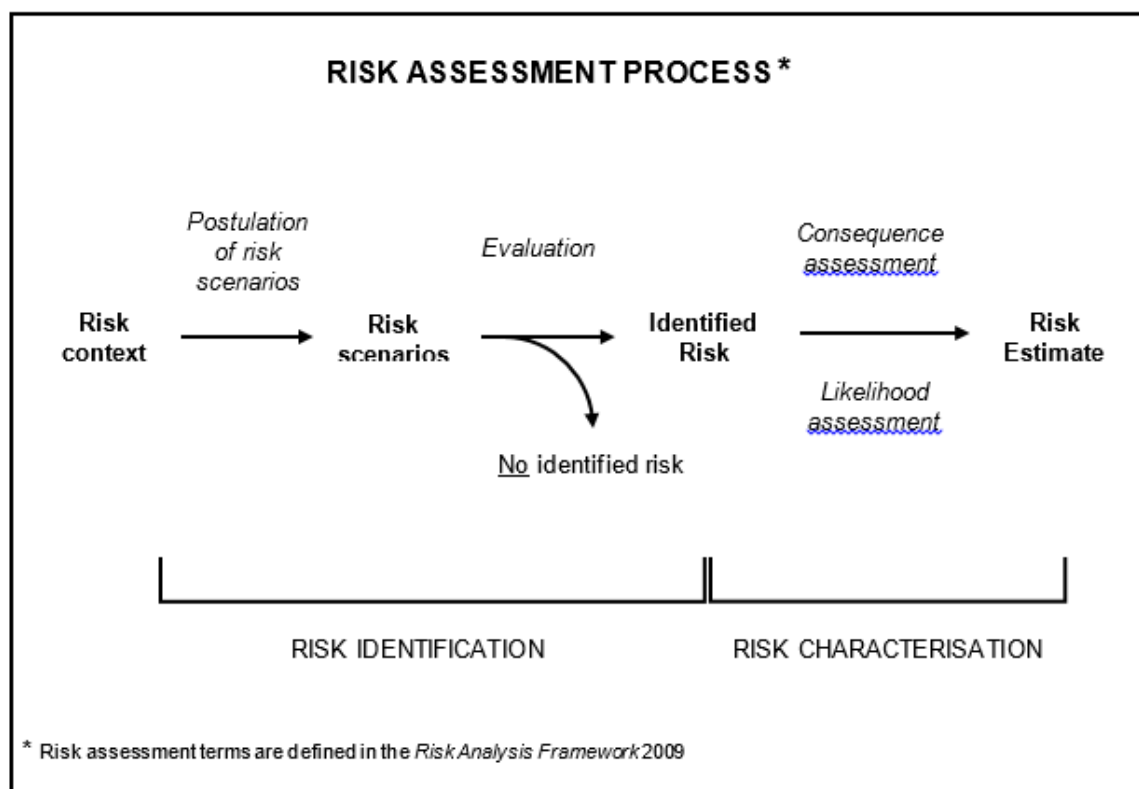 RISK ASSESSMENT PROCESS *
Postulation
of risk
scenarios
Evaluation
Consequence
assessment
Risk
context
Risk
scenarios
Identified
Risk
Risk
Estimate
Likelihood
assessment
No identified risk
RISK IDENTIFICATION
RISK CHARACTERISATION
* Risk assessment terms are defined in the Risk Analysis Framework 2009